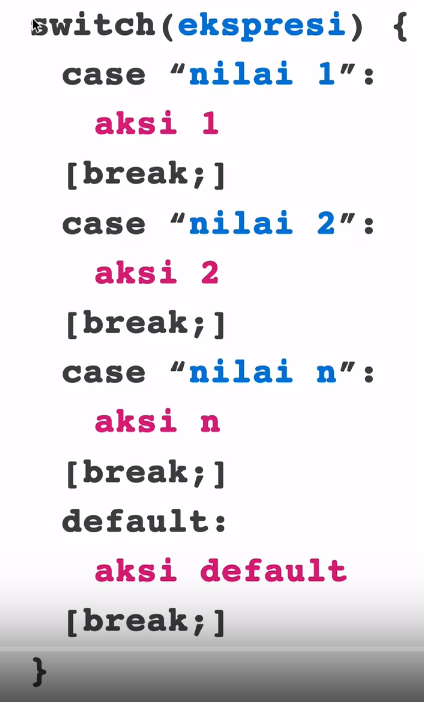 switch(ekspresi) {
case “nilai 1”:
aksi 1
[break;]
case “nilai 2”:
aksi 2
[break;]
case “nilai n”:
aksi n
[break;]
default:
aksi default
[break;]
}